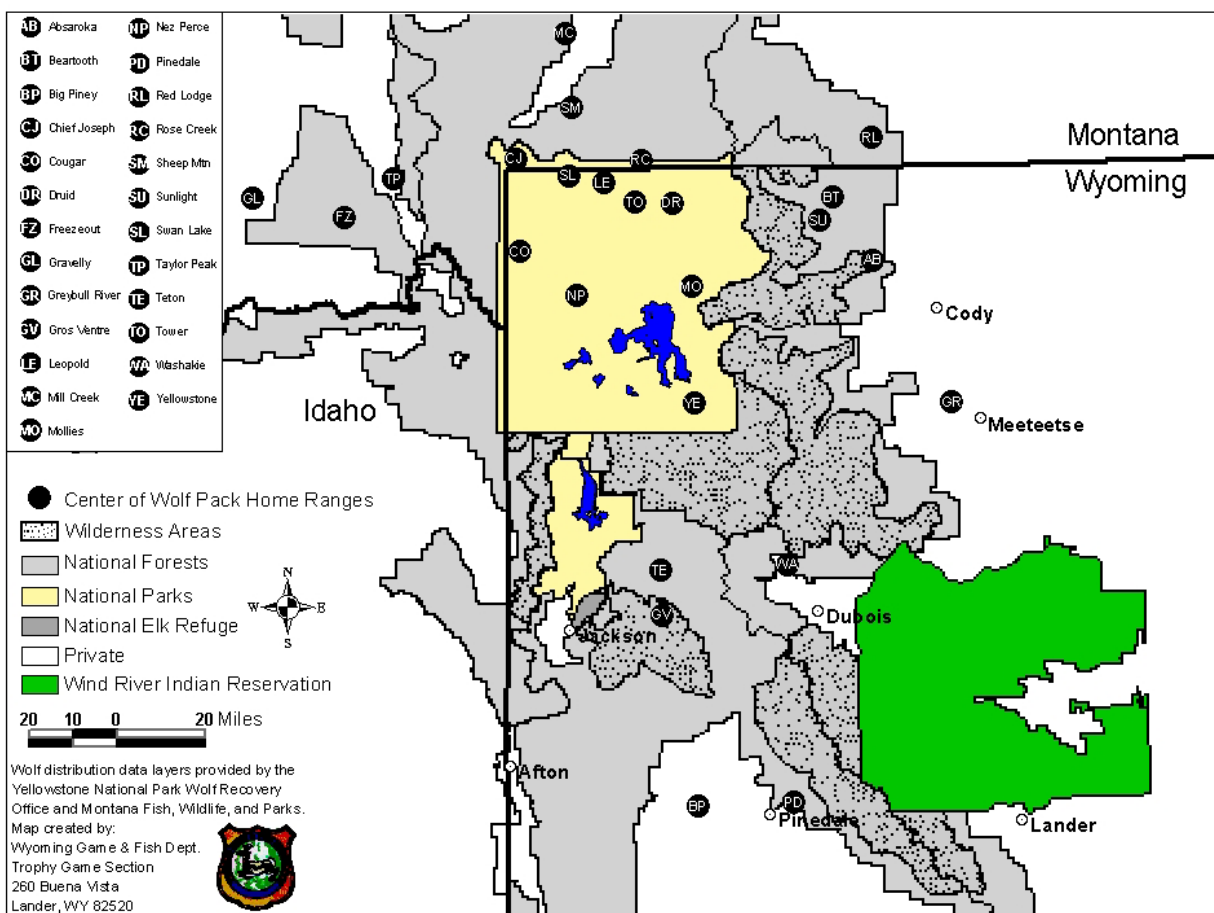 AB Absaroka
BT Beartooth
BP Big Piney
CJ Chief Joseph
CO Cougar
DR Druid
FZ Freezeout
GL Gravelly
GR Greybull River
GV Gros Ventre
LE Leopold
MC Mill Creek
MO Mollies
NP Nez Perce
PD Pinedale
RL Red Lodge
RC Rose Creek
SM Sheep Mtn
SU Sunlight
SL Swan Lake
TP Taylor Peak
TE Teton
TO Tower
WA Washakie
YE Yellowstone
MC
SM
RL
Montana
Wyoming
CJ
RC
SL
LE
TP
GL
FZ
TO
DR
BT
SU
CO
AB
NP
MO
Cody
Idaho
YE
GR
Meeteetse
TE
WA
GV
Jackson
Dubois
Afton
BP
PD
Pinedale
Lander
Center of Wolf Pack Home Ranges
Wilderness Areas
National Forests
National Parks
National Elk Refuge
Private
Wind River Indian Reservation
N
W E
S
20 10 0 20 Miles
Wolf distribution data layers provided by the
Yellowstone National Park Wolf Recovery
Office and Montana Fish, Wildlife, and Parks.
Map created by:
Wyoming Game & Fish Dept.
Trophy Game Section
260 Buena Vista
Lander, WY 82520